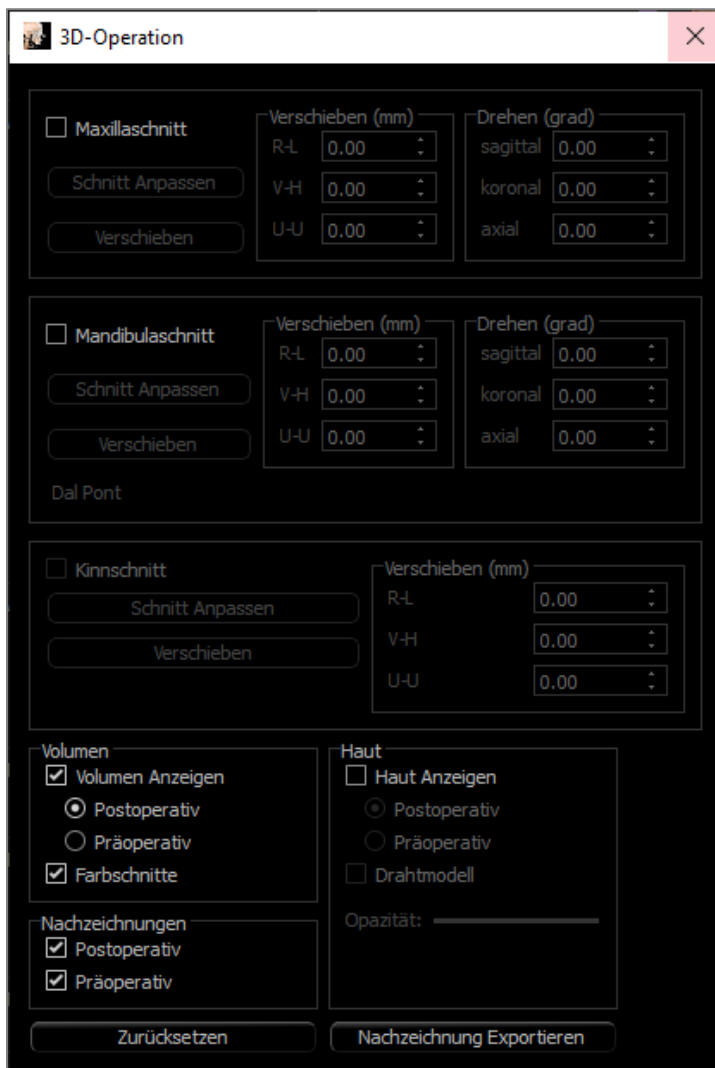 3D-Operation
Maxillaschnitt
Schnitt Anpassen
Verschieben
Verschieben (mm)
R-L 0.00
V-H 0.00
U-U 0.00
Drehen (grad)
sagittal 0.00
koronal 0.00
axial 0.00
Mandibulaschnitt
Schnitt Anpassen
Verschieben
Dal Pont
Verschieben (mm)
R-L 0.00
V-H 0.00
U-U 0.00
Drehen (grad)
sagittal 0.00
koronal 0.00
axial 0.00
Kinnschnitt
Schnitt Anpassen
Verschieben
Verschieben (mm)
R-L 0.00
V-H 0.00
U-U 0.00
Volumen
Volumen Anzeigen
Postoperativ
Präoperativ
Farbschnitte
Nachzeichnungen
Postoperativ
Präoperativ
Haut
Haut Anzeigen
Postoperativ
Präoperativ
Drahtmodell
Opazität:
Zurücksetzen
Nachzeichnung Exportieren